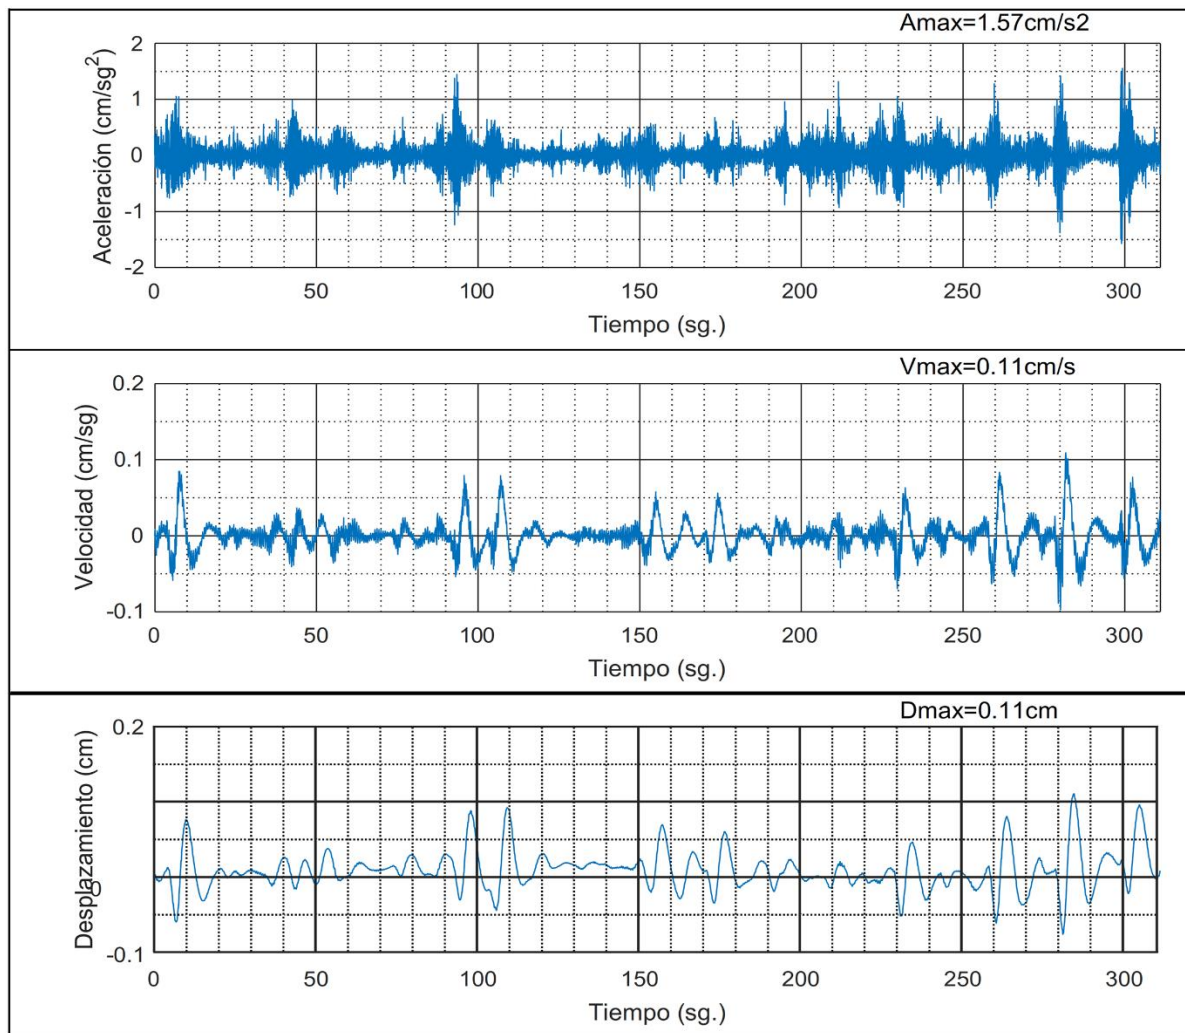 Amax=1.57cm/s2
Aceleración (cm/sg²)
2
1
0
-1
-2
0 50 100 150 200 250 300
Tiempo (sg.)
Vmax=0.11cm/s
Velocidad (cm/sg)
0.2
0.1
0
-0.1
0 50 100 150 200 250 300
Tiempo (sg.)
Dmax=0.11cm
Desplazamiento (cm)
0.2
0
-0.1
0 50 100 150 200 250 300
Tiempo (sg.)